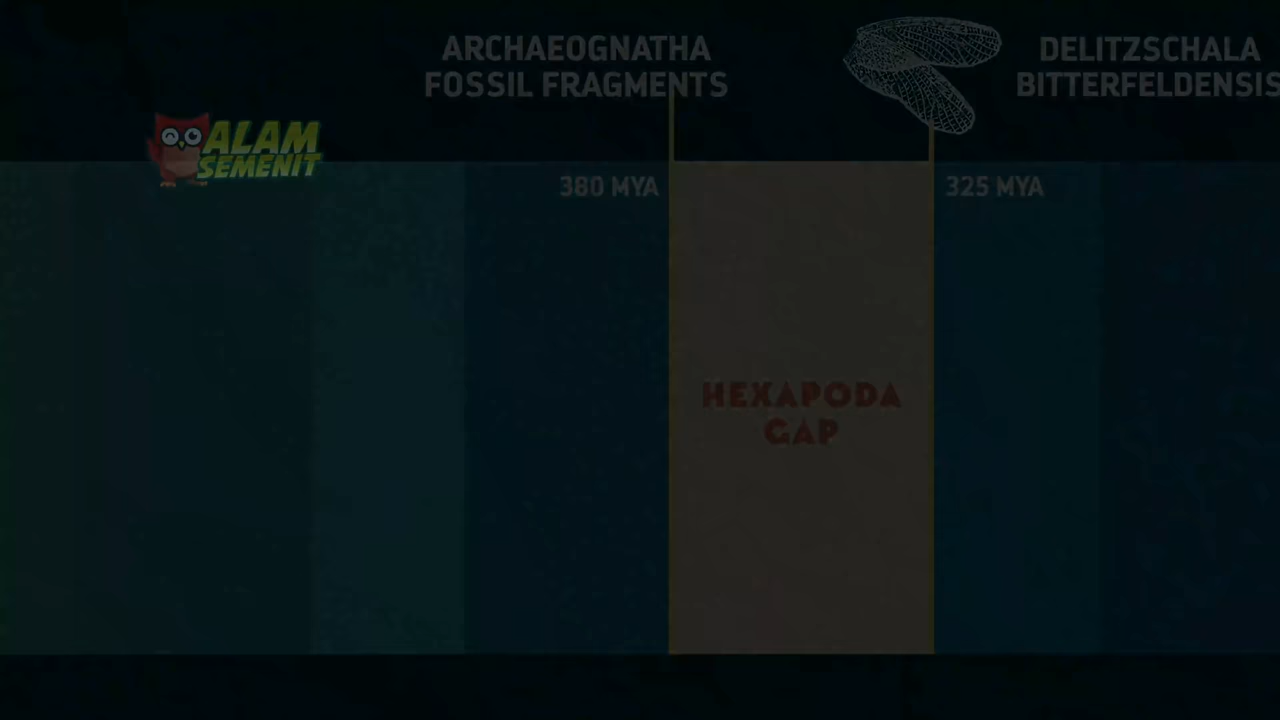 ARCHAEOGNATHA
FOSSIL FRAGMENTS
DELITZSCHALA
BITTERFELDENSIS
ALAM
SEMENIT
380 MYA
325 MYA
HEXAPODA
GAP